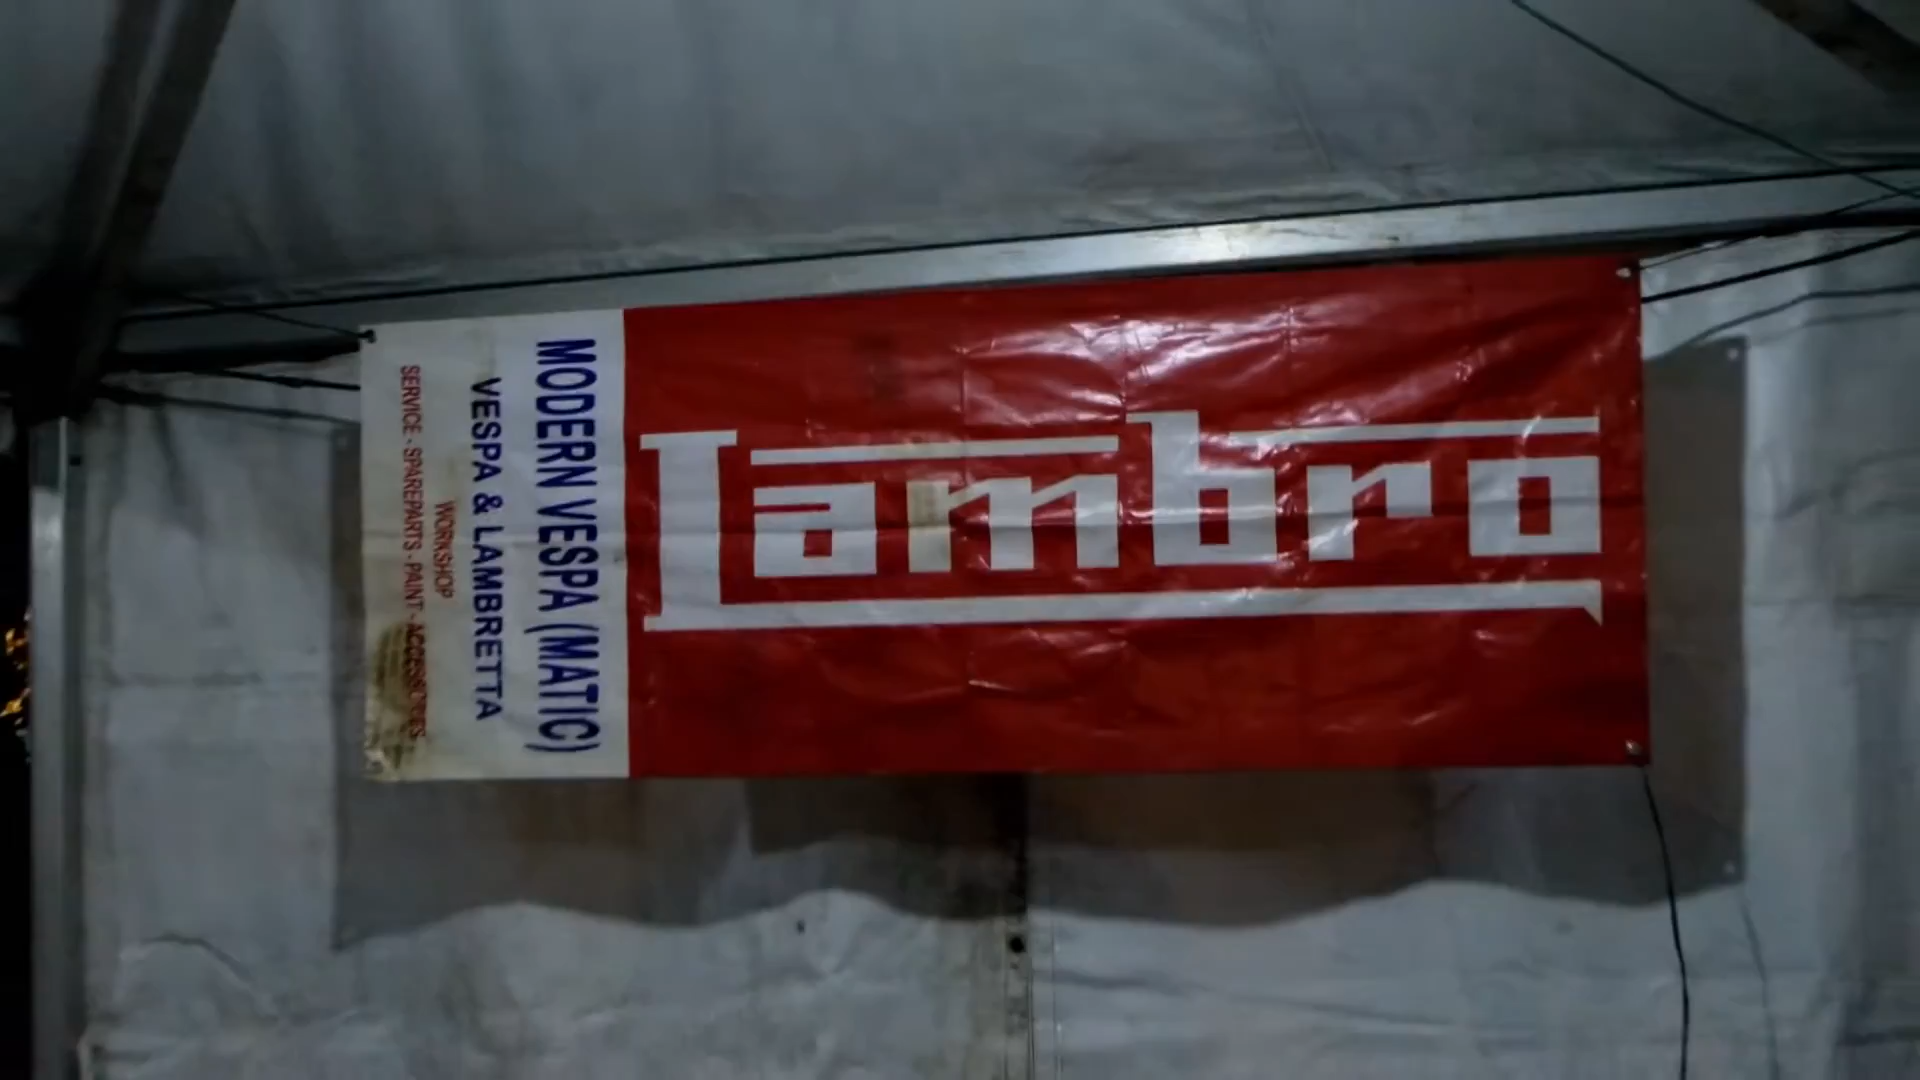 MODERN VESPA (MATIC)
VESPA & LAMBRETTA
WORKSHOP
SERVICE - SPAREPARTS - PAINT - ACCESSORIES
Lambro